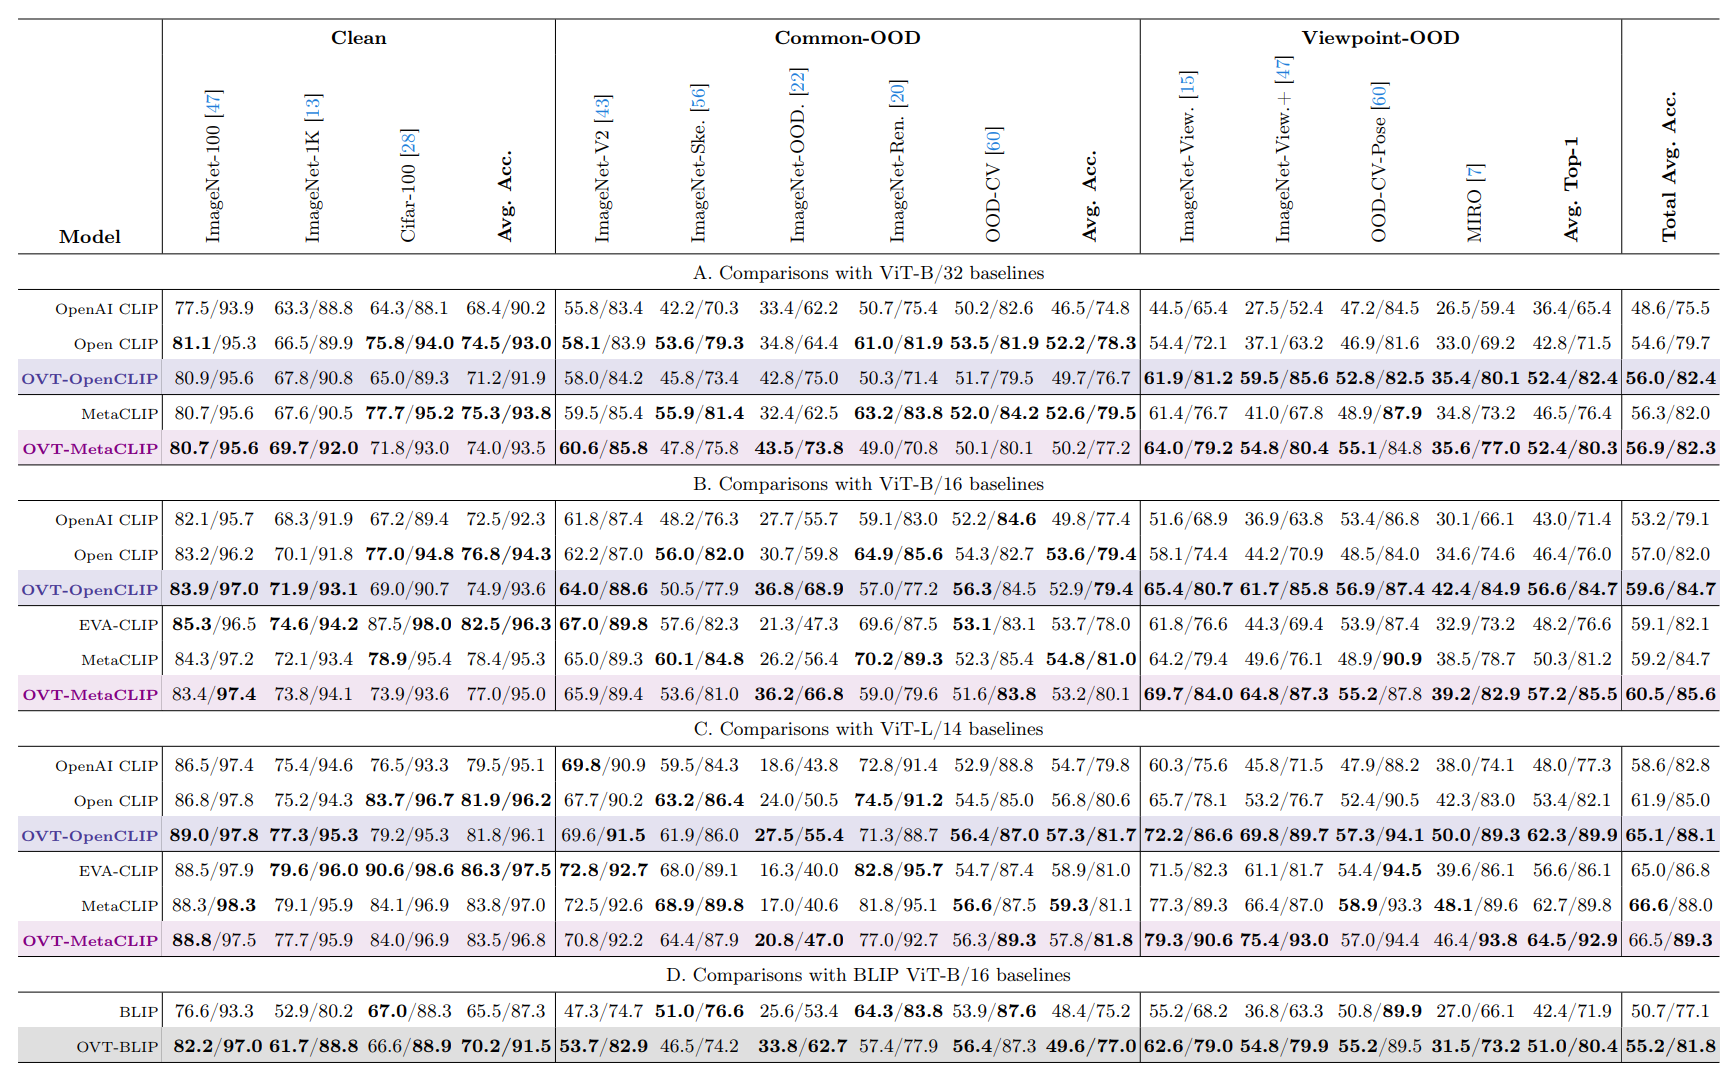 Clean Common-OOD Viewpoint-OOD
Model ImageNet-100 [47] ImageNet-1K [13] Cifar-100 [28] Avg. Acc. ImageNet-V2 [43] ImageNet-Ske. [56] ImageNet-OOD. [22] ImageNet-Ren. [20] OOD-CV [60] Avg. Acc. ImageNet-View. [15] ImageNet-View.+ [47] OOD-CV-Pose [60] MIRO [7] Avg. Top-1 Total Avg. Acc.
A. Comparisons with ViT-B/32 baselines
OpenAI CLIP 77.5/93.9 63.3/88.8 64.3/88.1 68.4/90.2 55.8/83.4 42.2/70.3 33.4/62.2 50.7/75.4 50.2/82.6 46.5/74.8 44.5/65.4 27.5/52.4 47.2/84.5 26.5/59.4 36.4/65.4 48.6/75.5
Open CLIP 81.1/95.3 66.5/89.9 75.8/94.0 74.5/93.0 58.1/83.9 53.6/79.3 34.8/64.4 61.0/81.9 53.5/81.9 52.2/78.3 54.4/72.1 37.1/63.2 46.9/81.6 33.0/69.2 42.8/71.5 54.6/79.7
OVT-OpenCLIP 80.9/95.6 67.8/90.8 65.0/89.3 71.2/91.9 58.0/84.2 45.8/73.4 42.8/75.0 50.3/71.4 51.7/79.5 49.7/76.7 61.9/81.2 59.5/85.6 52.8/82.5 35.4/80.1 52.4/82.4 56.0/82.4
MetaCLIP 80.7/95.6 67.6/90.5 77.7/95.2 75.3/93.8 59.5/85.4 55.9/81.4 32.4/62.5 63.2/83.8 52.0/84.2 52.6/79.5 61.4/76.7 41.0/67.8 48.9/87.9 34.8/73.2 46.5/76.4 56.3/82.0
OVT-MetaCLIP 80.7/95.6 69.7/92.0 71.8/93.0 74.0/93.5 60.6/85.8 47.8/75.8 43.5/73.8 49.0/70.8 50.1/80.1 50.2/77.2 64.0/79.2 54.8/80.4 55.1/84.8 35.6/77.0 52.4/80.3 56.9/82.3
B. Comparisons with ViT-B/16 baselines
OpenAI CLIP 82.1/95.7 68.3/91.9 67.2/89.4 72.5/92.3 61.8/87.4 48.2/76.3 27.7/55.7 59.1/83.0 52.2/84.6 49.8/77.4 51.6/68.9 36.9/63.8 53.4/86.8 30.1/66.1 43.0/71.4 53.2/79.1
Open CLIP 83.2/96.2 70.1/91.8 77.0/94.8 76.8/94.3 62.2/87.0 56.0/82.0 30.7/59.8 64.9/85.6 54.3/82.7 53.6/79.4 58.1/74.4 44.2/70.9 48.5/84.0 34.6/74.6 46.4/76.0 57.0/82.0
OVT-OpenCLIP 83.9/97.0 71.9/93.1 69.0/90.7 74.9/93.6 64.0/88.6 50.5/77.9 36.8/68.9 57.0/77.2 56.3/84.5 52.9/79.4 65.4/80.7 61.7/85.8 56.9/87.4 42.4/84.9 56.6/84.7 59.6/84.7
EVA-CLIP 85.3/96.5 74.6/94.2 87.5/98.0 82.5/96.3 67.0/89.8 57.6/82.3 21.3/47.3 69.6/87.5 53.1/83.1 53.7/78.0 61.8/76.6 44.3/69.4 53.9/87.4 32.9/73.2 48.2/76.6 59.1/82.1
MetaCLIP 84.3/97.2 72.1/93.4 78.9/95.4 78.4/95.3 65.0/89.3 60.1/84.8 26.2/56.4 70.2/89.3 52.3/85.4 54.8/81.0 64.2/79.4 49.6/76.1 48.9/90.9 38.5/78.7 50.3/81.2 59.2/84.7
OVT-MetaCLIP 83.4/97.4 73.8/94.1 73.9/93.6 77.0/95.0 65.9/89.4 53.6/81.0 36.2/66.8 59.0/79.6 51.6/83.8 53.2/80.1 69.7/84.0 64.8/87.3 55.2/87.8 39.2/82.9 57.2/85.5 60.5/85.6
C. Comparisons with ViT-L/14 baselines
OpenAI CLIP 86.5/97.4 75.4/94.6 76.5/93.3 79.5/95.1 69.8/90.9 59.5/84.3 18.6/43.8 72.8/91.4 52.9/88.8 54.7/79.8 60.3/75.6 45.8/71.5 47.9/88.2 38.0/74.1 48.0/77.3 58.6/82.8
Open CLIP 86.8/97.8 75.2/94.3 83.7/96.7 81.9/96.2 67.7/90.2 63.2/86.4 24.0/50.5 74.5/91.2 54.5/85.0 56.8/80.6 65.7/78.1 53.2/76.7 52.4/90.5 42.3/83.0 53.4/82.1 61.9/85.0
OVT-OpenCLIP 89.0/97.8 77.3/95.3 79.2/95.3 81.8/96.1 69.6/91.5 61.9/86.0 27.5/55.4 71.3/88.7 56.4/87.0 57.3/81.7 72.2/86.6 69.8/89.7 57.3/94.1 50.0/89.3 62.3/89.9 65.1/88.1
EVA-CLIP 88.5/97.9 79.6/96.0 90.6/98.6 86.3/97.5 72.8/92.7 68.0/89.1 16.3/40.0 82.8/95.7 54.7/87.4 58.9/81.0 71.5/82.3 61.1/81.7 54.4/94.5 39.6/86.1 56.6/86.1 65.0/86.8
MetaCLIP 88.3/98.3 79.1/95.9 84.1/96.9 83.8/97.0 72.5/92.6 68.9/89.8 17.0/40.6 81.8/95.1 56.6/87.5 59.3/81.1 77.3/89.3 66.4/87.0 58.9/93.3 48.1/89.6 62.7/89.8 66.6/88.0
OVT-MetaCLIP 88.8/97.5 77.7/95.9 84.0/96.9 83.5/96.8 70.8/92.2 64.4/87.9 20.8/47.0 77.0/92.7 56.3/89.3 57.8/81.8 79.3/90.6 75.4/93.0 57.0/94.4 46.4/93.8 64.5/92.9 66.5/89.3
D. Comparisons with BLIP ViT-B/16 baselines
BLIP 76.6/93.3 52.9/80.2 67.0/88.3 65.5/87.3 47.3/74.7 51.0/76.6 25.6/53.4 64.3/83.8 53.9/87.6 48.4/75.2 55.2/68.2 36.8/63.3 50.8/89.9 27.0/66.1 42.4/71.9 50.7/77.1
OVT-BLIP 82.2/97.0 61.7/88.8 66.6/88.9 70.2/91.5 53.7/82.9 46.5/74.2 33.8/62.7 57.4/77.9 56.4/87.3 49.6/77.0 62.6/79.0 54.8/79.9 55.2/89.5 31.5/73.2 51.0/80.4 55.2/81.8